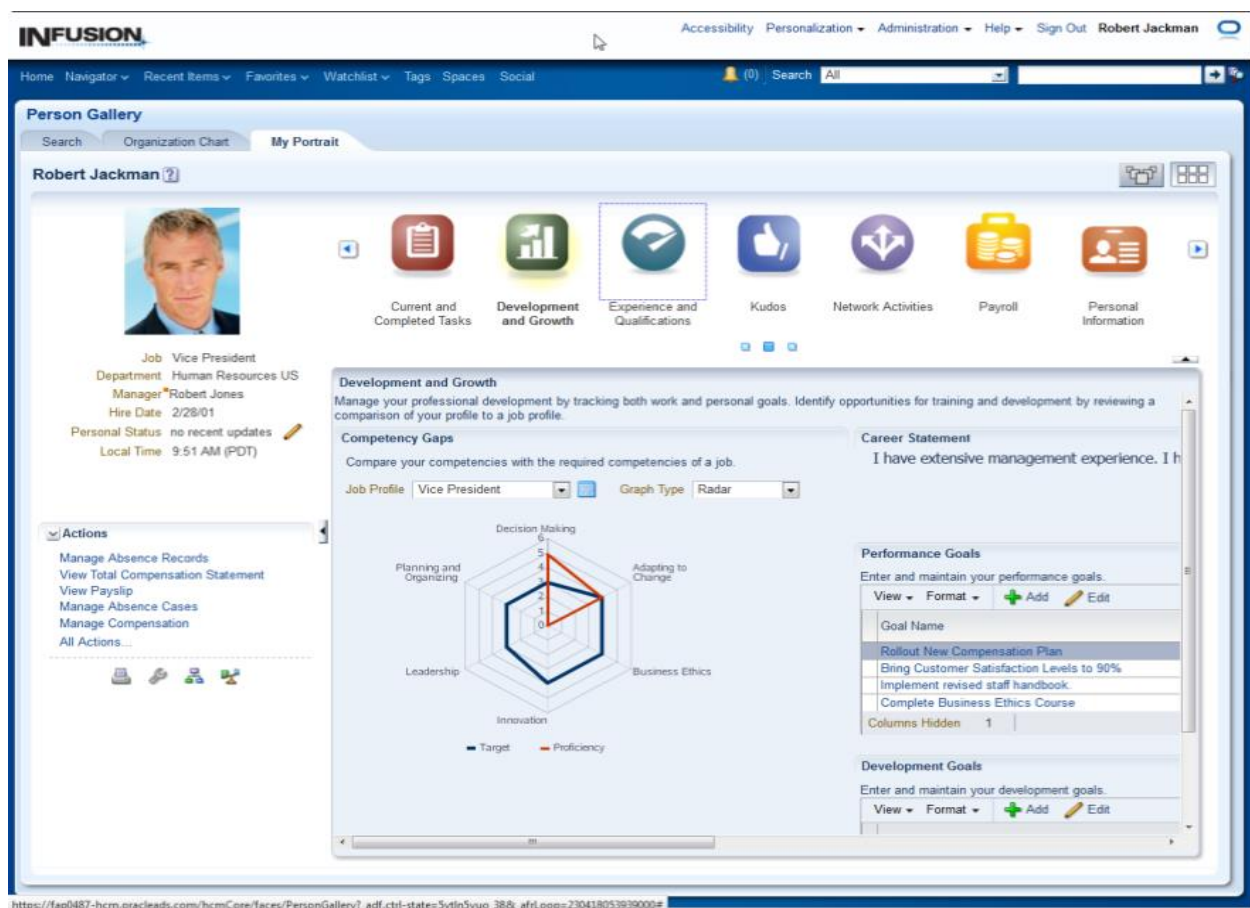 INFUSION
Accessibility Personalization Administration Help Sign Out Robert Jackman
Home Navigator Recent Items Favorites Watchlist Tags Spaces Social (0) Search All
Person Gallery
Search Organization Chart My Portrait
Robert Jackman ?
Current and Completed Tasks
Development and Growth
Experience and Qualifications
Kudos
Network Activities
Payroll
Personal Information
Job Vice President
Department Human Resources US
Manager Robert Jones
Hire Date 2/28/01
Personal Status no recent updates
Local Time 9:51 AM (PDT)
Actions
Manage Absence Records
View Total Compensation Statement
View Payslip
Manage Absence Cases
Manage Compensation
All Actions...
Development and Growth
Manage your professional development by tracking both work and personal goals. Identify opportunities for training and development by reviewing a
comparison of your profile to a job profile.
Competency Gaps
Compare your competencies with the required competencies of a job.
Job Profile Vice President Graph Type Radar
Decision Making
6
5
4
3
2
1
0
Adapting to
Change
Business Ethics
Innovation
Leadership
Planning and
Organizing
Target Proficiency
Career Statement
I have extensive management experience. I h
Performance Goals
Enter and maintain your performance goals.
View Format Add Edit
Goal Name
Rollout New Compensation Plan
Bring Customer Satisfaction Levels to 90%
Implement revised staff handbook.
Complete Business Ethics Course
Columns Hidden 1
Development Goals
Enter and maintain your development goals.
View Format Add Edit